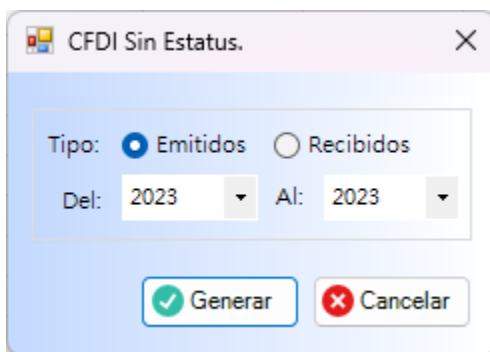 CFDI Sin Estatus.
Tipo: Emitidos Recibidos
Del: 2023 Al: 2023
Generar Cancelar